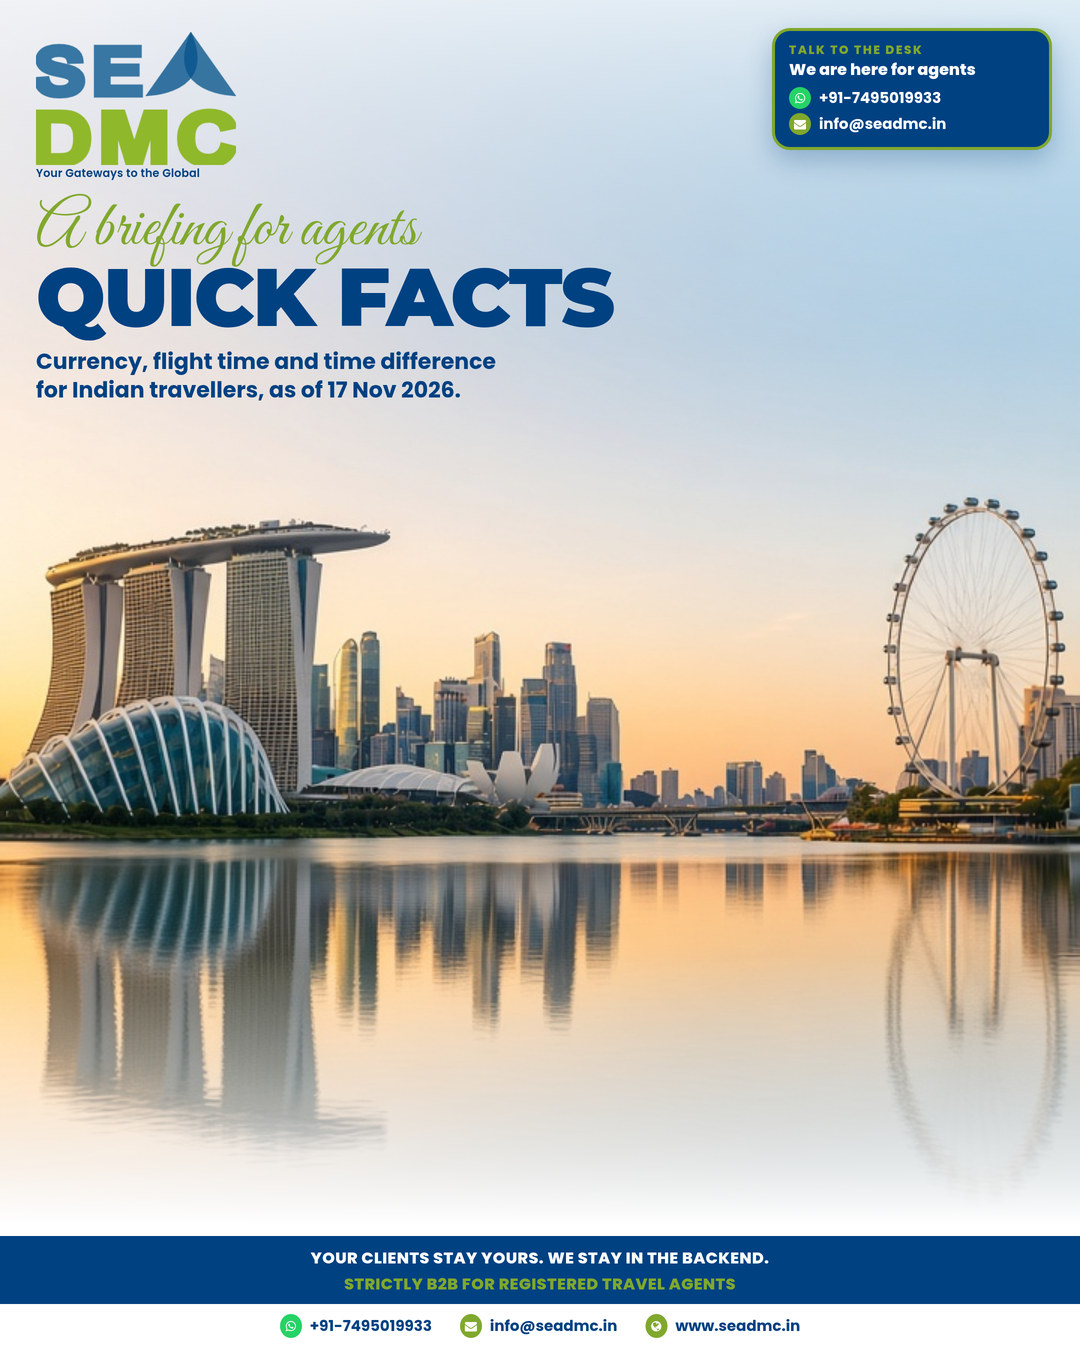 SEA
DMC
Your Gateways to the Global
TALK TO THE DESK
We are here for agents
+91-7495019933
info@seadmc.in
A briefing for agents
QUICK FACTS
Currency, flight time and time difference
for Indian travellers, as of 17 Nov 2026.
YOUR CLIENTS STAY YOURS. WE STAY IN THE BACKEND.
STRICTLY B2B FOR REGISTERED TRAVEL AGENTS
+91-7495019933 info@seadmc.in www.seadmc.in